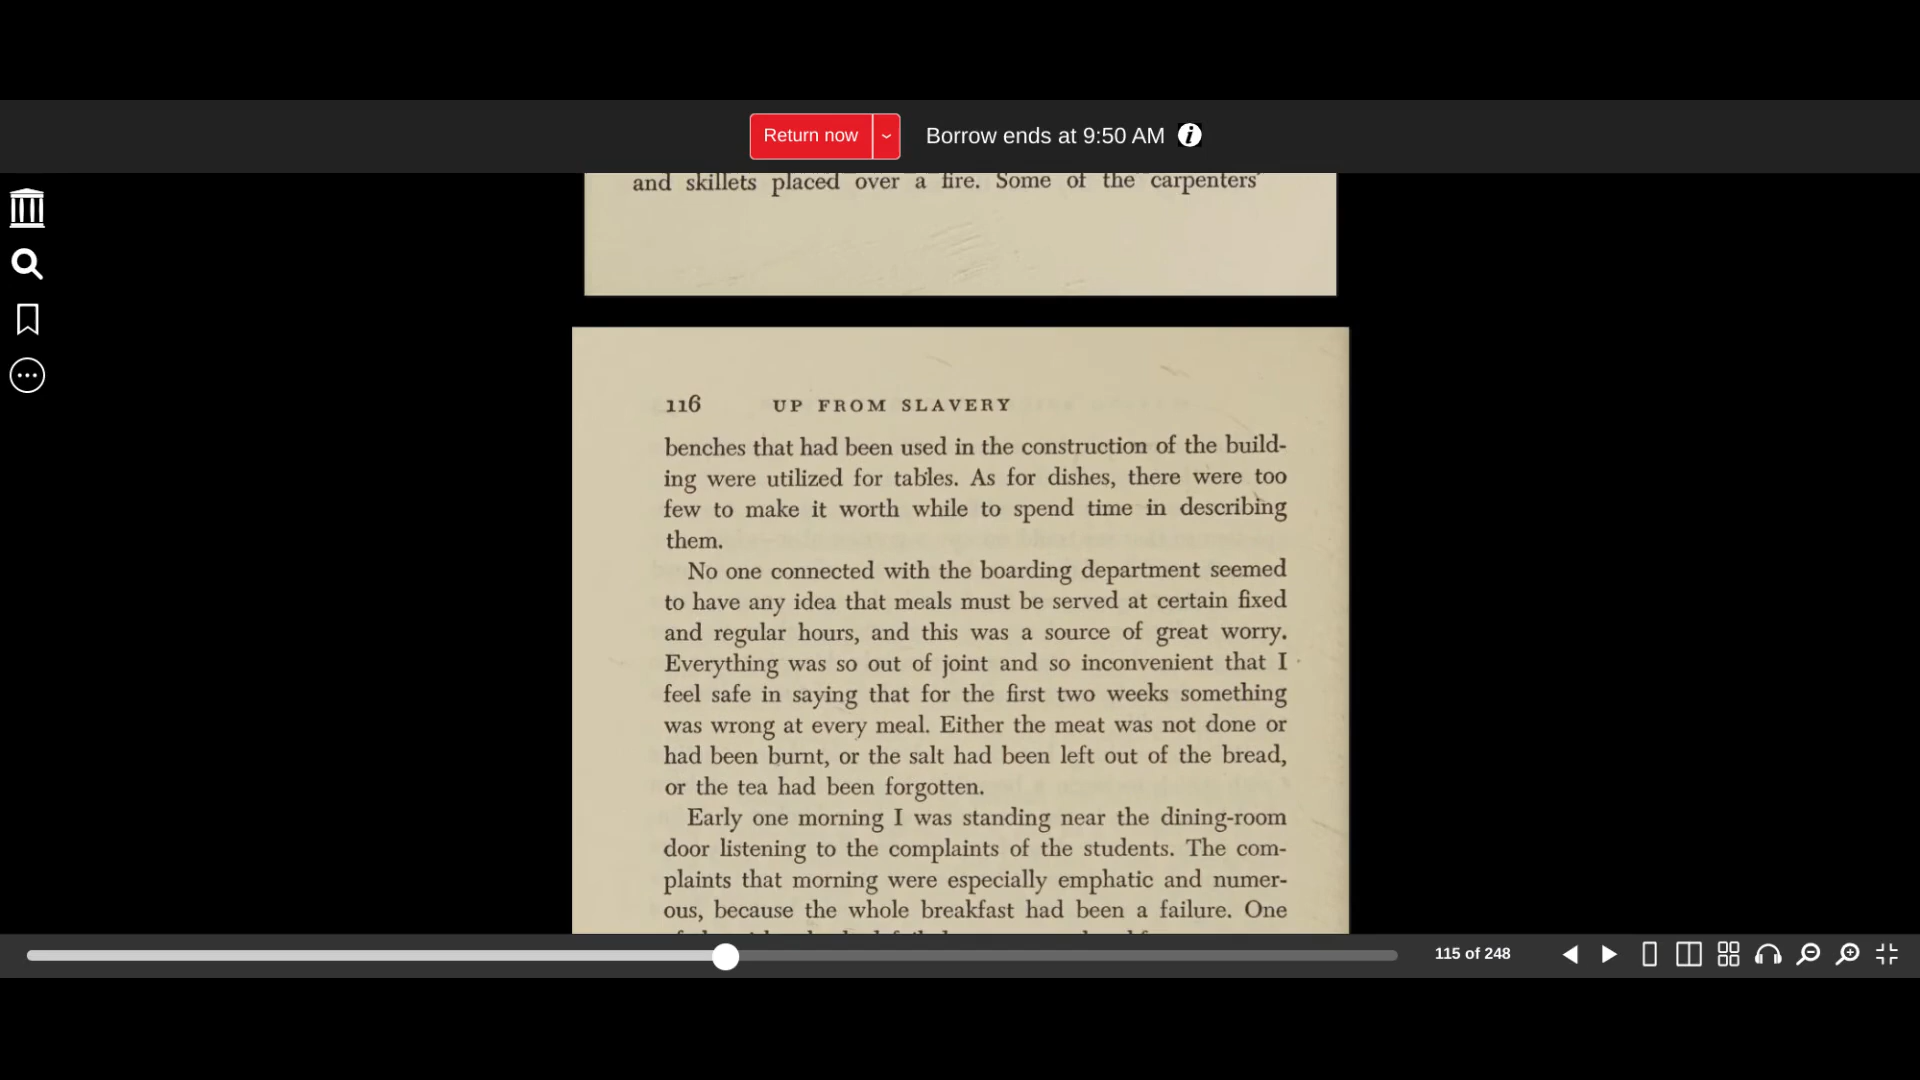 Return now
Borrow ends at 9:50 AM
and skillets placed over a fire. Some of the carpenters'
116 UP FROM SLAVERY
benches that had been used in the construction of the build-
ing were utilized for tables. As for dishes, there were too
few to make it worth while to spend time in describing
them.
No one connected with the boarding department seemed
to have any idea that meals must be served at certain fixed
and regular hours, and this was a source of great worry.
Everything was so out of joint and so inconvenient that I
feel safe in saying that for the first two weeks something
was wrong at every meal. Either the meat was not done or
had been burnt, or the salt had been left out of the bread,
or the tea had been forgotten.
Early one morning I was standing near the dining-room
door listening to the complaints of the students. The com-
plaints that morning were especially emphatic and numer-
ous, because the whole breakfast had been a failure. One
115 of 248